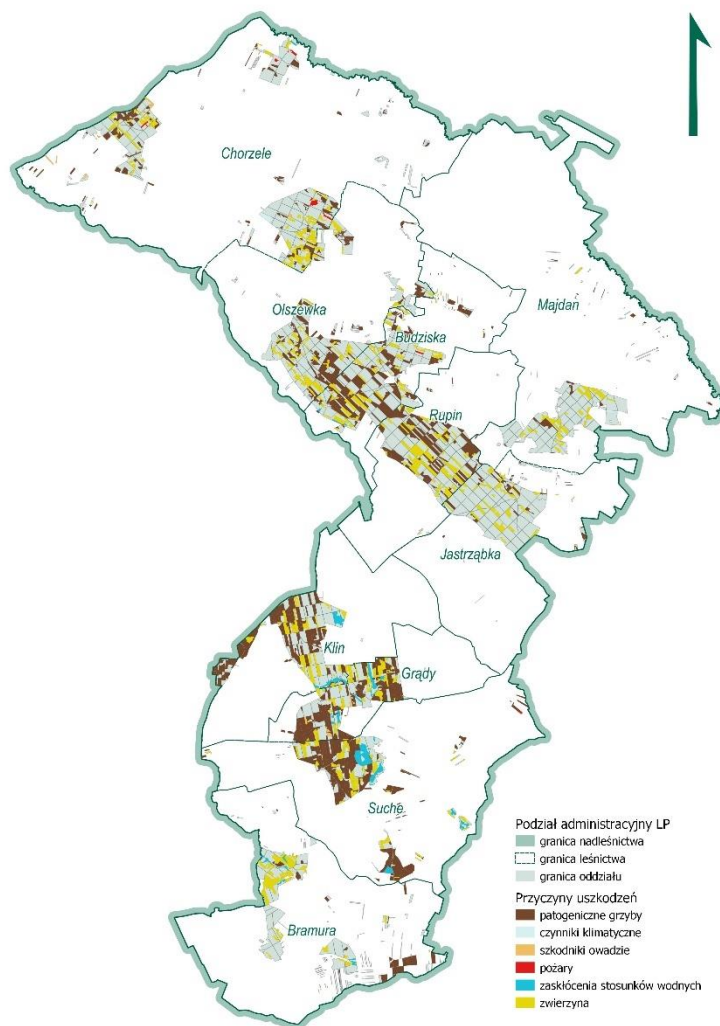 Chorzele
Olszewka
Majdan
Budziska
Rupin
Jastrząbka
Klin
Grądy
Suche
Bramura
Podział administracyjny LP
granica nadleśnictwa
granica leśnictwa
granica oddziału
Przyczyny uszkodzeń
patogeniczne grzyby
czynniki klimatyczne
szkodniki owadzie
pożary
zaskłócenia stosunków wodnych
zwierzyna